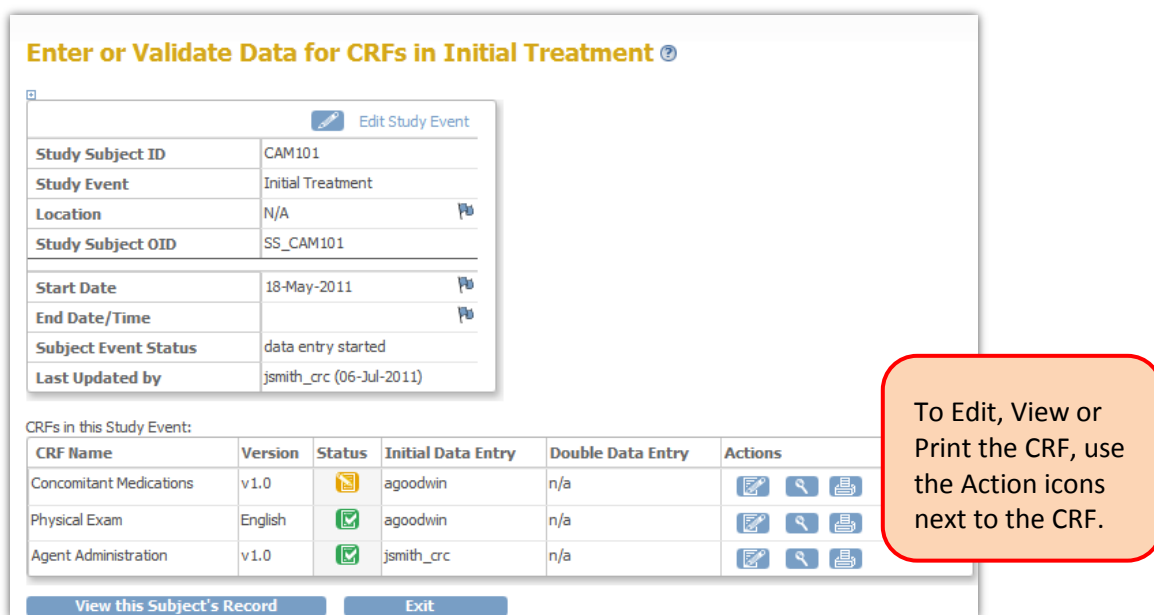 Enter or Validate Data for CRFs in Initial Treatment ?
Edit Study Event
Study Subject ID CAM101
Study Event Initial Treatment
Location N/A
Study Subject OID SS_CAM101
Start Date 18-May-2011
End Date/Time
Subject Event Status data entry started
Last Updated by jsmith_crc (06-Jul-2011)
CRFs in this Study Event:
CRF Name Version Status Initial Data Entry Double Data Entry Actions
Concomitant Medications v1.0 agoodwin n/a
Physical Exam English agoodwin n/a
Agent Administration v1.0 jsmith_crc n/a
View this Subject's Record Exit
To Edit, View or
Print the CRF, use
the Action icons
next to the CRF.